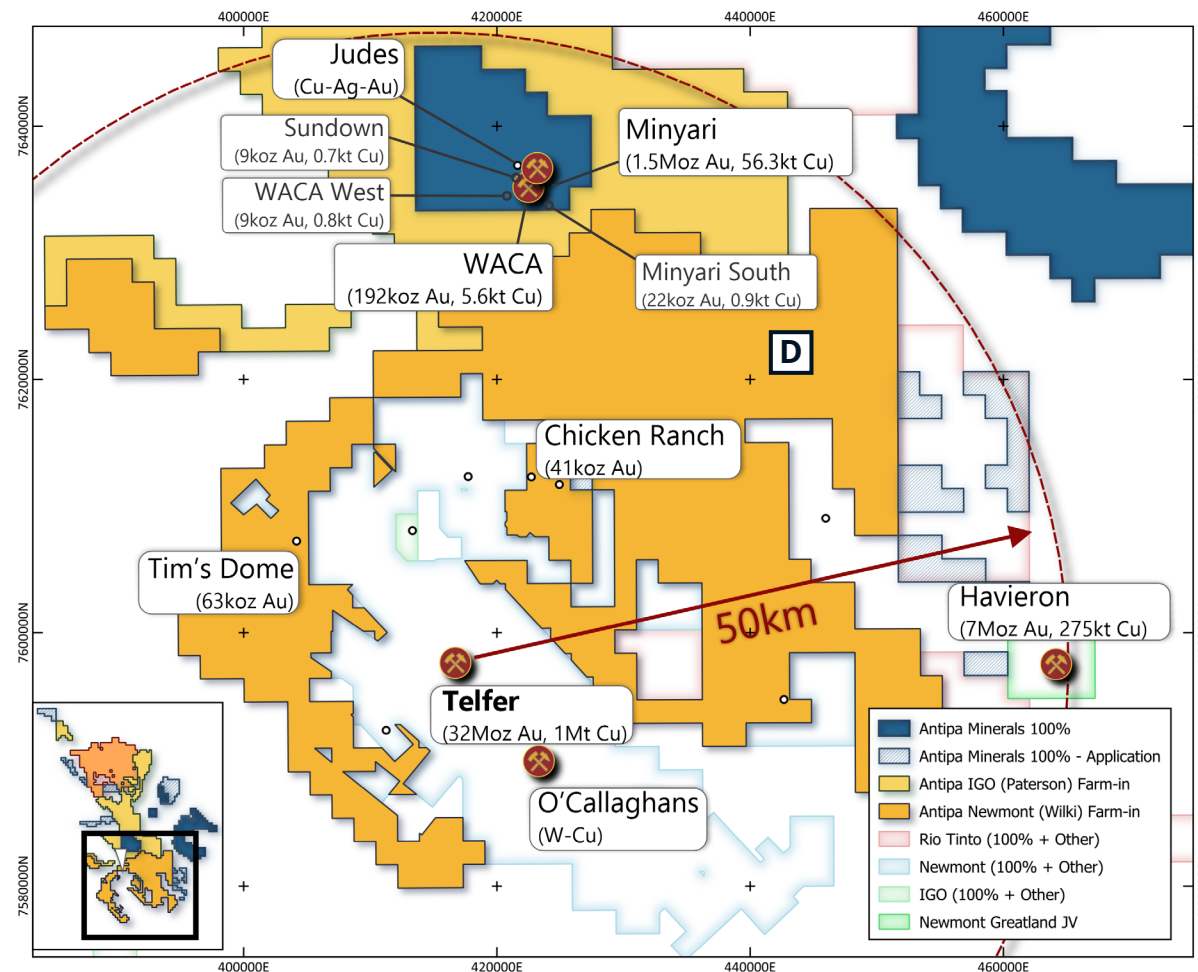 400000E
420000E
440000E
460000E
7640000N
7620000N
7600000N
7580000N
Judes
(Cu-Ag-Au)
Sundown
(9koz Au, 0.7kt Cu)
WACA West
(9koz Au, 0.8kt Cu)
Minyari
(1.5Moz Au, 56.3kt Cu)
WACA
(192koz Au, 5.6kt Cu)
Minyari South
(22koz Au, 0.9kt Cu)
D
Chicken Ranch
(41koz Au)
Tim's Dome
(63koz Au)
50km
Havieron
(7Moz Au, 275kt Cu)
Telfer
(32Moz Au, 1Mt Cu)
O'Callaghans
(W-Cu)
Antipa Minerals 100%
Antipa Minerals 100% - Application
Antipa IGO (Paterson) Farm-in
Antipa Newmont (Wilki) Farm-in
Rio Tinto (100% + Other)
Newmont (100% + Other)
IGO (100% + Other)
Newmont Greatland JV
400000E
420000E
440000E
460000E